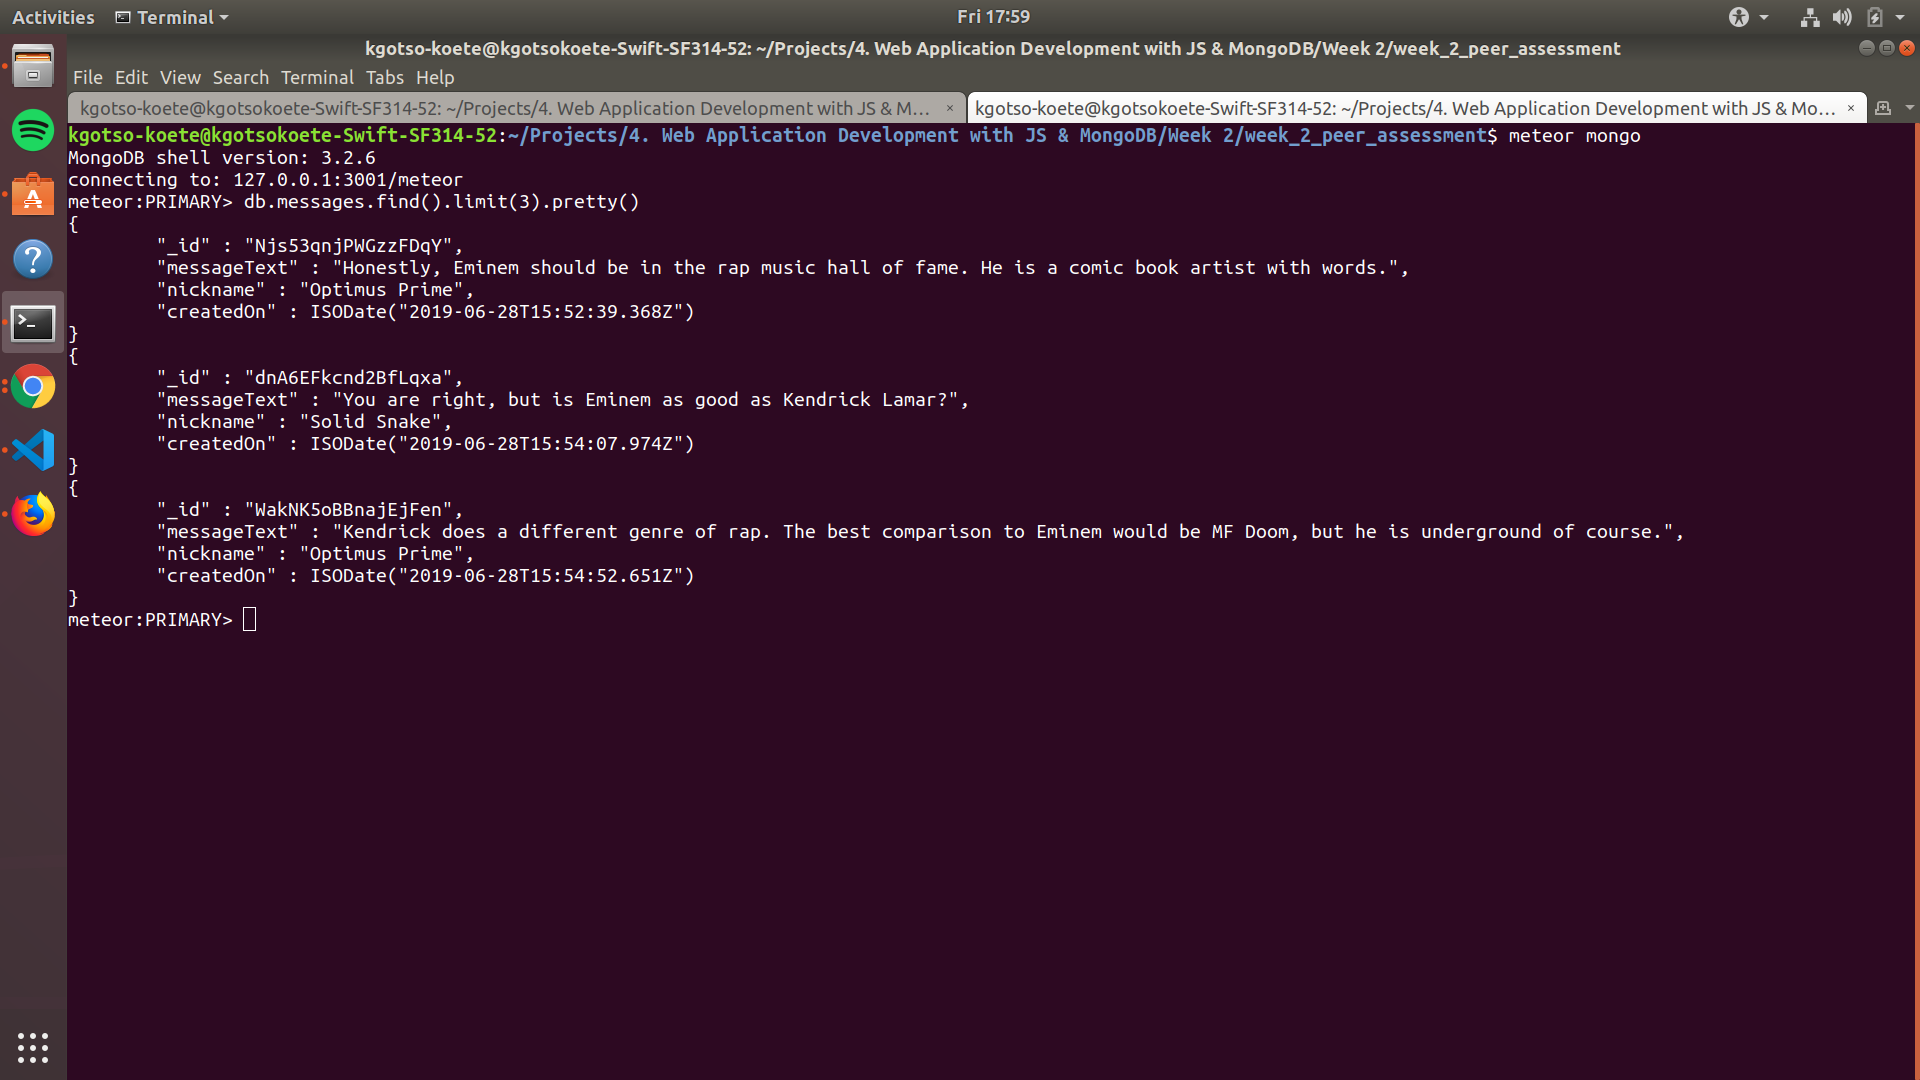 Activities Terminal Fri 17:59
kgotso-koete@kgotsokoete-Swift-SF314-52: ~/Projects/4. Web Application Development with JS & MongoDB/Week 2/week_2_peer_assessment
File Edit View Search Terminal Tabs Help
kgotso-koete@kgotsokoete-Swift-SF314-52: ~/Projects/4. Web Application Development with JS & M... × kgotso-koete@kgotsokoete-Swift-SF314-52: ~/Projects/4. Web Application Development with JS & Mo... ×
kgotso-koete@kgotsokoete-Swift-SF314-52:~/Projects/4. Web Application Development with JS & MongoDB/Week 2/week_2_peer_assessment$ meteor mongo
MongoDB shell version: 3.2.6
connecting to: 127.0.0.1:3001/meteor
meteor:PRIMARY> db.messages.find().limit(3).pretty()
{
"_id" : "Njs53qnjPWGzzFDqY",
"messageText" : "Honestly, Eminem should be in the rap music hall of fame. He is a comic book artist with words.",
"nickname" : "Optimus Prime",
"createdOn" : ISODate("2019-06-28T15:52:39.368Z")
}
{
"_id" : "dnA6EFkcnd2BfLqxa",
"messageText" : "You are right, but is Eminem as good as Kendrick Lamar?",
"nickname" : "Solid Snake",
"createdOn" : ISODate("2019-06-28T15:54:07.974Z")
}
{
"_id" : "WakNK5oBBnajEjFen",
"messageText" : "Kendrick does a different genre of rap. The best comparison to Eminem would be MF Doom, but he is underground of course.",
"nickname" : "Optimus Prime",
"createdOn" : ISODate("2019-06-28T15:54:52.651Z")
}
meteor:PRIMARY>